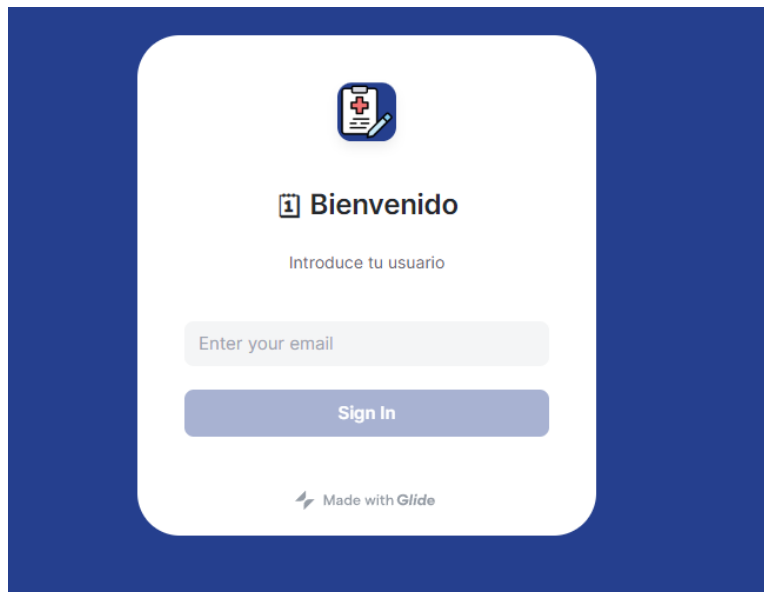 🗓 Bienvenido
Introduce tu usuario
Enter your email
Sign In
Made with Glide